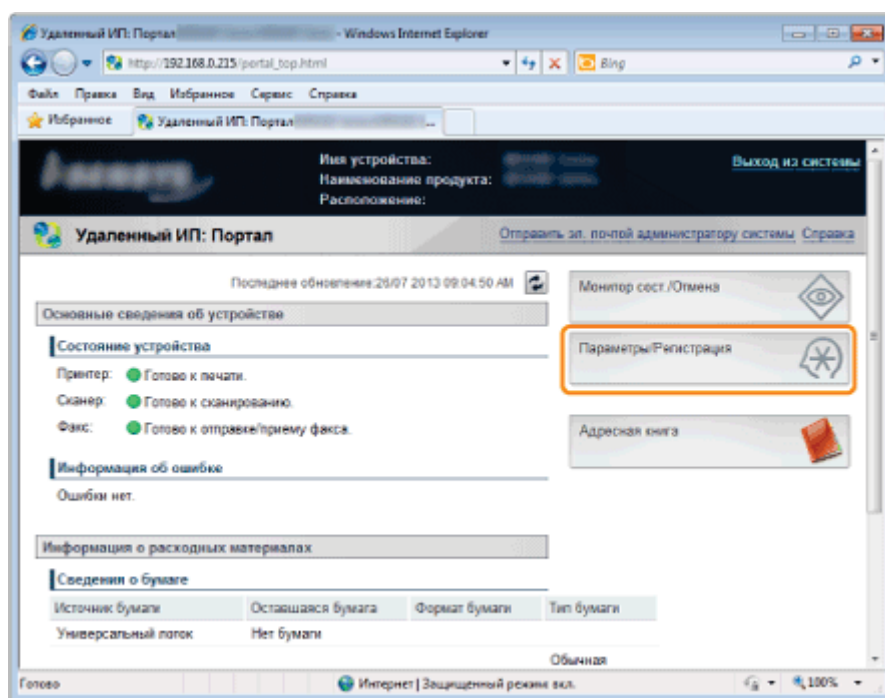 Удаленный ИП: Портал - Windows Internet Explorer
http://192.168.0.215/portal_top.html Bing
Файл Правка Вид Избранное Сервис Справка
Избранное Удаленный ИП: Портал ...
Имя устройства:
Наименование продукта:
Расположение:
Выход из системы
Удаленный ИП: Портал
Отправить эл. почтой администратору системы Справка
Последнее обновление:26/07 2013 09:04:50 AM
Основные сведения об устройстве
Состояние устройства
Принтер: Готово к печати.
Сканер: Готово к сканированию.
Факс: Готово к отправке/приему факса.
Информация об ошибке
Ошибки нет.
Информация о расходных материалах
Сведения о бумаге
Источник бумаги Оставшаяся бумага Формат бумаги Тип бумаги
Универсальный лоток Нет бумаги
Обычная
Монитор сост./Отмена
Параметры/Регистрация
Адресная книга
Готово Интернет | Защищенный режим вкл. 100%